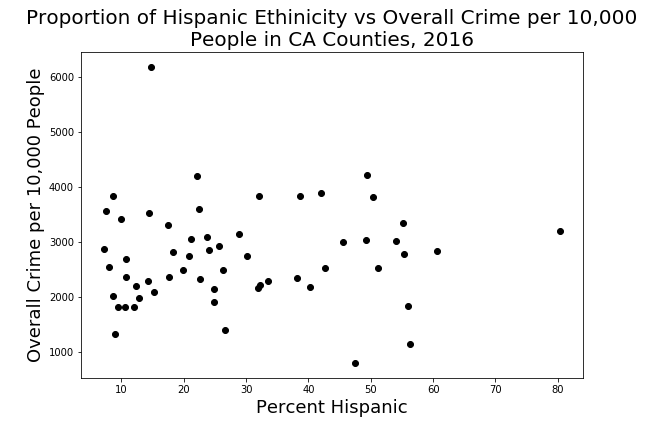 Proportion of Hispanic Ethinicity vs Overall Crime per 10,000
People in CA Counties, 2016
Overall Crime per 10,000 People
6000
5000
4000
3000
2000
1000
10 20 30 40 50 60 70 80
Percent Hispanic